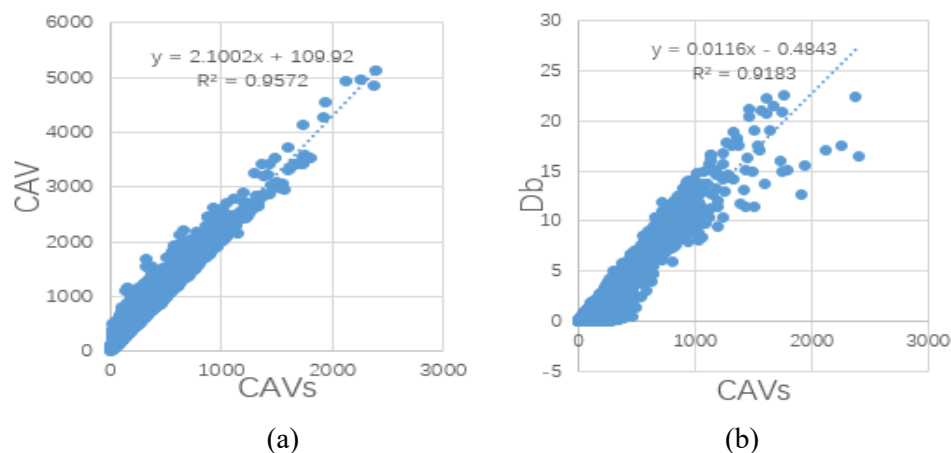 6000
5000
4000
3000
2000
1000
0
CAV
y = 2.1002x + 109.92
R² = 0.9572
0 1000 2000 3000
CAVs
(a)
30
25
20
15
10
5
0
-5
Db
y = 0.0116x - 0.4843
R² = 0.9183
0 1000 2000 3000
CAVs
(b)